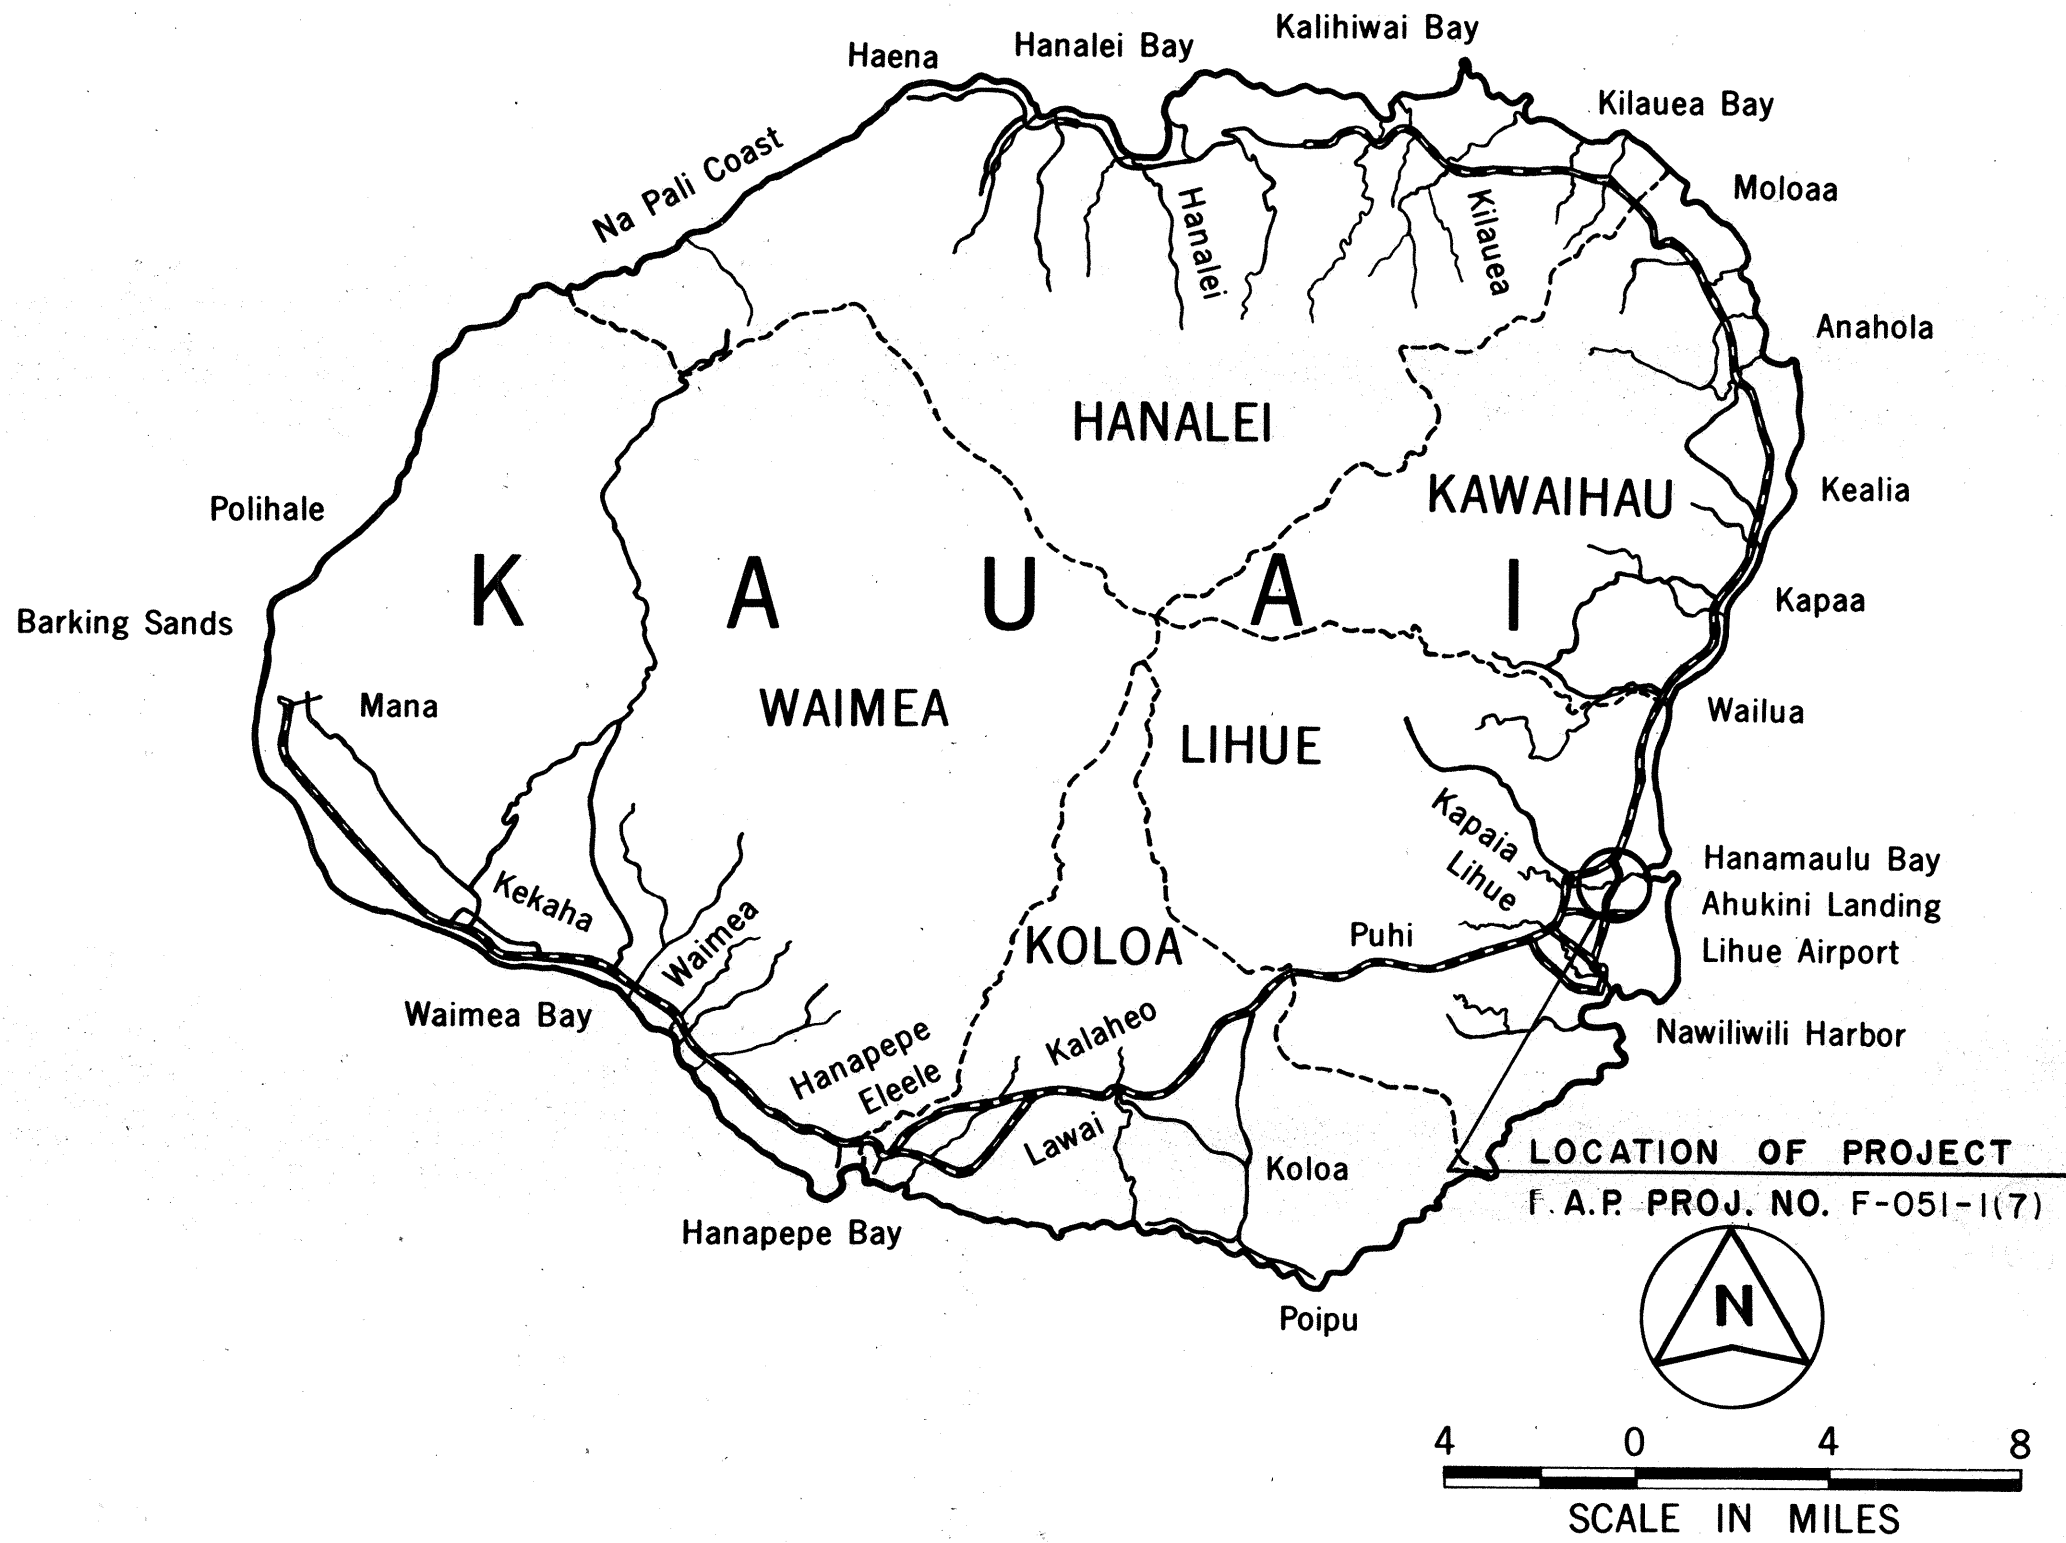 Kalihiwai Bay
Hanalei Bay
Haena
Kilauea Bay
Na Pali Coast
Moloaa
Hanalei
Kilauea
Anahola
HANALEI
KAWAIHAU
Kealia
Polihale
KAUAI
Kapaa
Barking Sands
Mana
WAIMEA
LIHUE
Wailua
Kapaia
Lihue
Hanamaulu Bay
Ahukini Landing
Lihue Airport
Kekaha
Waimea
KOLOA
Puhi
Waimea Bay
Nawiliwili Harbor
Hanapepe
Eleele
Kalaheo
Lawai
Koloa
LOCATION OF PROJECT
F.A.P. PROJ. NO. F-051-1(7)
Hanapepe Bay
Poipu
N
4 0 4 8
SCALE IN MILES